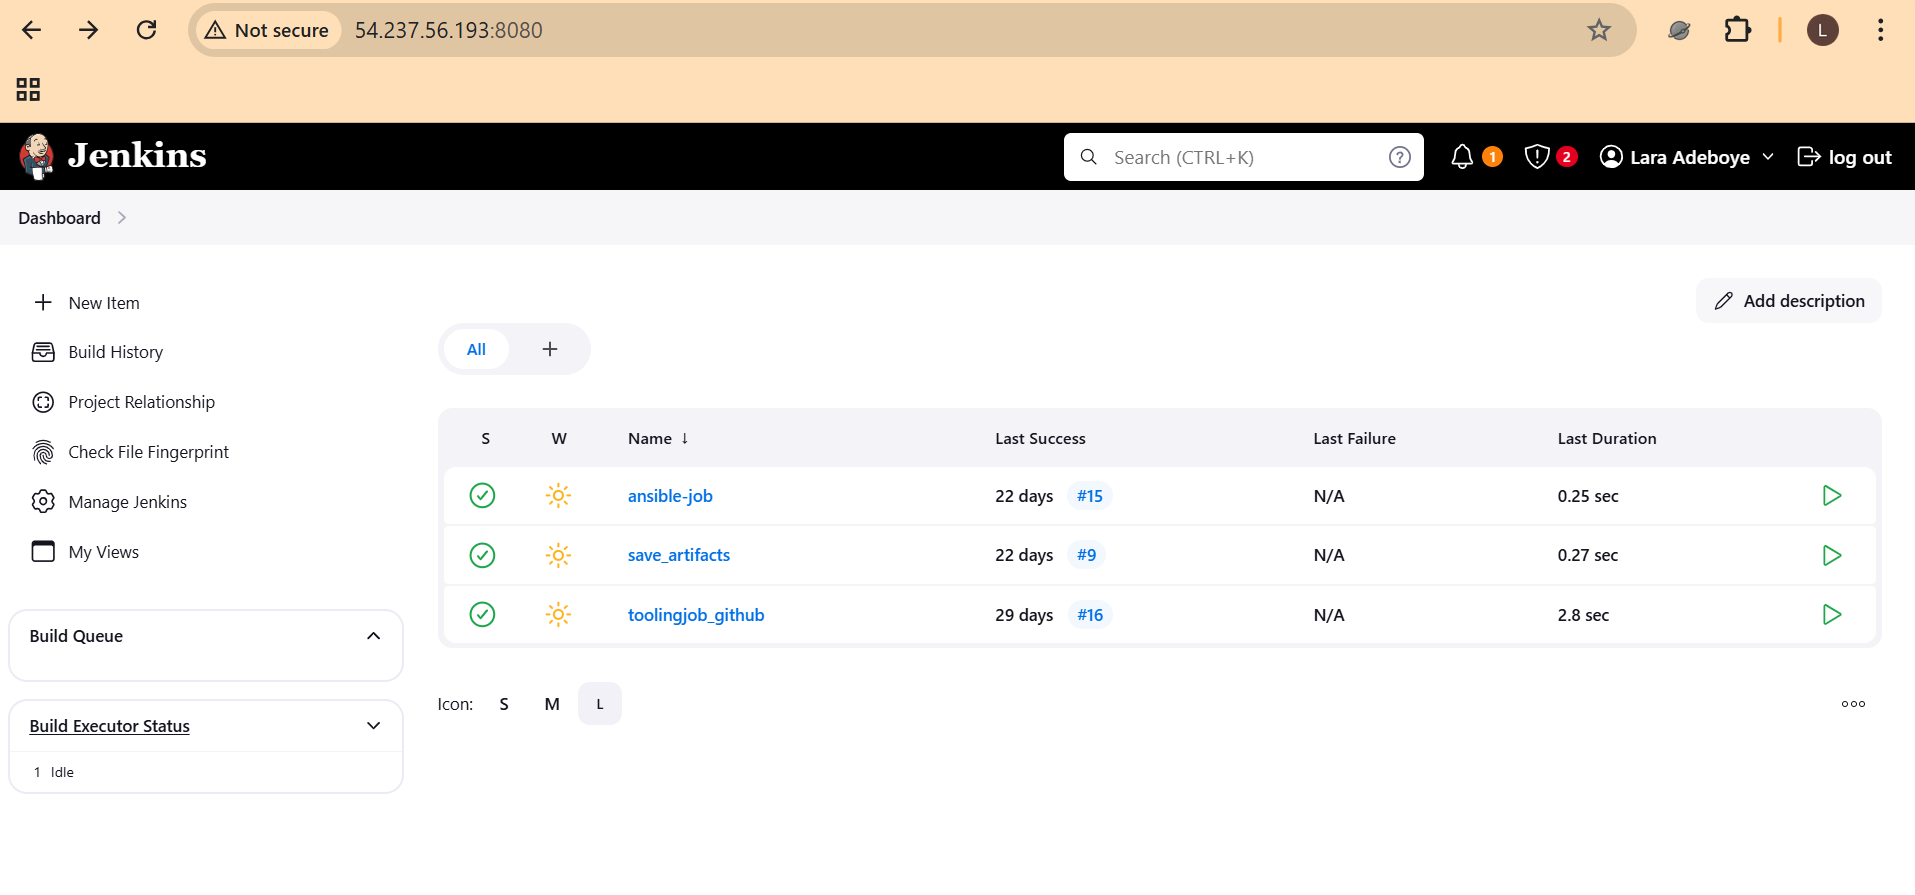 Not secure 54.237.56.193:8080
L
Jenkins
Search (CTRL+K)
1
2
Lara Adeboye
log out
Dashboard
New Item
Build History
Project Relationship
Check File Fingerprint
Manage Jenkins
My Views
Build Queue
Build Executor Status
1 Idle
Add description
All +
S W Name ↓ Last Success Last Failure Last Duration
ansible-job 22 days #15 N/A 0.25 sec
save_artifacts 22 days #9 N/A 0.27 sec
toolingjob_github 29 days #16 N/A 2.8 sec
Icon: S M L